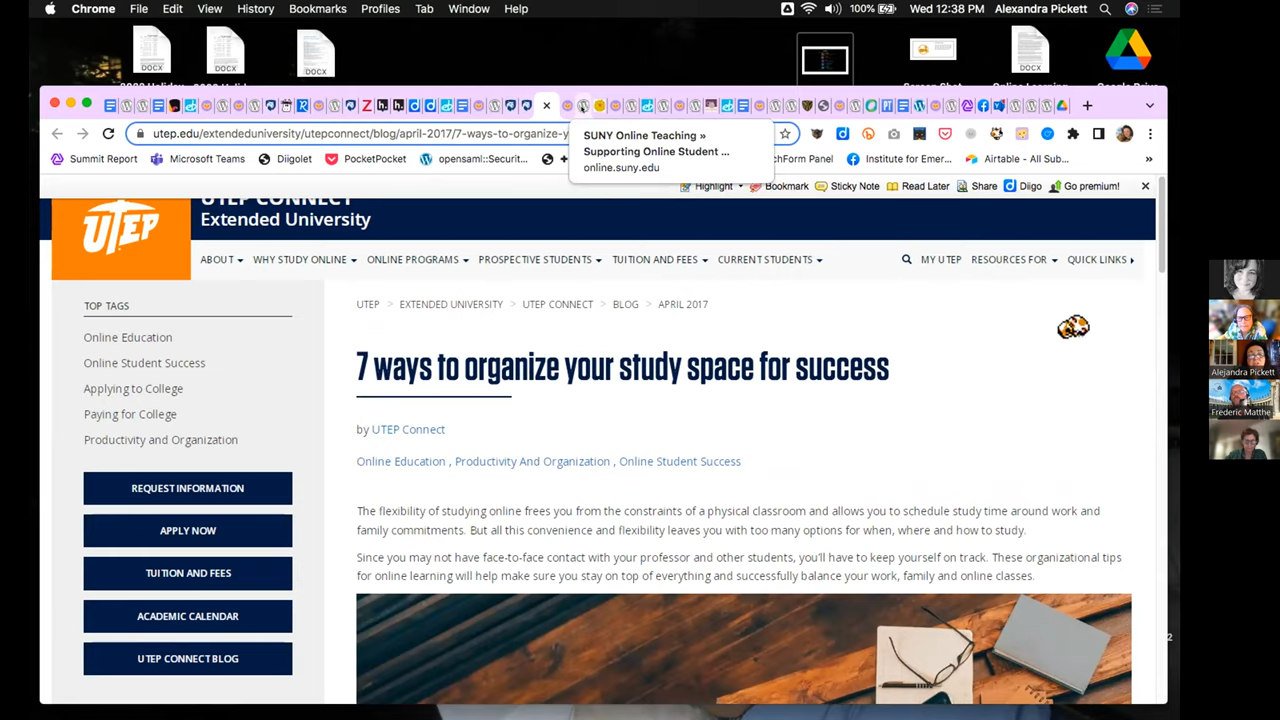 Chrome File Edit View History Bookmarks Profiles Tab Window Help 100% Wed 12:38 PM Alexandra Pickett
DOCX DOCX DOCX DOCX
utep.edu/extendeduniversity/utepconnect/blog/april-2017/7-ways-to-organize-y
SUNY Online Teaching »
Supporting Online Student ...
online.suny.edu
Summit Report Microsoft Teams Diigolet PocketPocket opensami::Securit... TechForm Panel Institute for Emer... Airtable - All Sub... »
Highlight Bookmark Sticky Note Read Later Share Diigo Go premium!
UTEP
UTEP CONNECT
Extended University
ABOUT WHY STUDY ONLINE ONLINE PROGRAMS PROSPECTIVE STUDENTS TUITION AND FEES CURRENT STUDENTS MY UTEP RESOURCES FOR QUICK LINKS
TOP TAGS
Online Education
Online Student Success
Applying to College
Paying for College
Productivity and Organization
REQUEST INFORMATION
APPLY NOW
TUITION AND FEES
ACADEMIC CALENDAR
UTEP CONNECT BLOG
UTEP > EXTENDED UNIVERSITY > UTEP CONNECT > BLOG > APRIL 2017
7 ways to organize your study space for success
by UTEP Connect
Online Education , Productivity And Organization , Online Student Success
The flexibility of studying online frees you from the constraints of a physical classroom and allows you to schedule study time around work and
family commitments. But all this convenience and flexibility leaves you with too many options for when, where and how to study.
Since you may not have face-to-face contact with your professor and other students, you'll have to keep yourself on track. These organizational tips
for online learning will help make sure you stay on top of everything and successfully balance your work, family and online classes.
Alejandra Pickett
Frederic Matthe